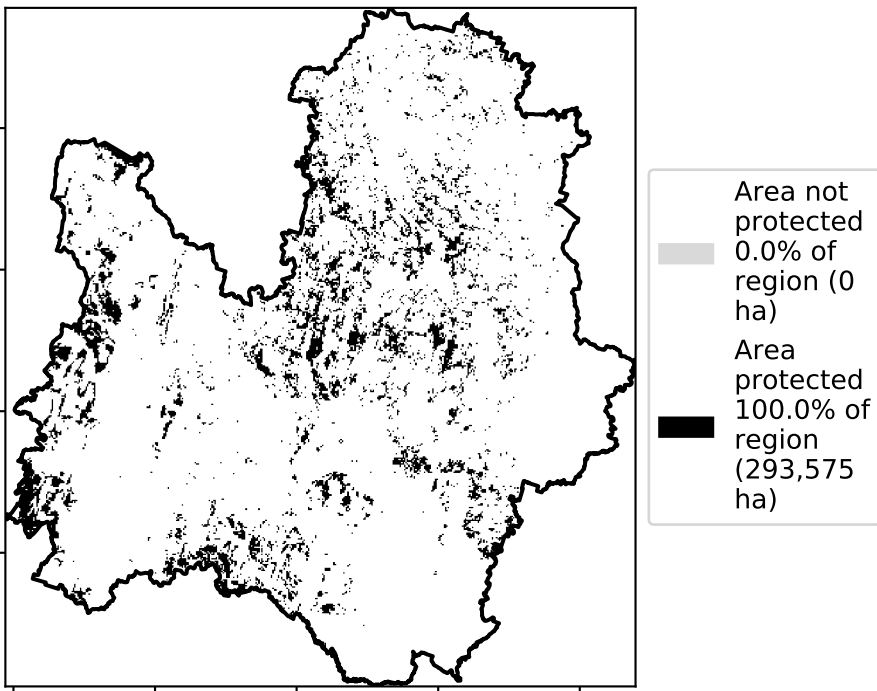 Area not
protected
0.0% of
region (0
ha)
Area
protected
100.0% of
region
(293,575
ha)